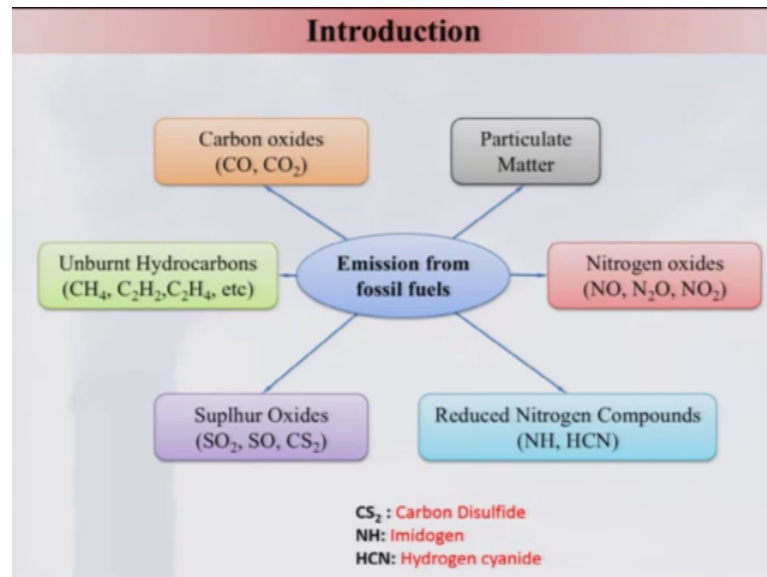 Introduction
Carbon oxides
(CO, CO₂)
Particulate
Matter
Unburnt Hydrocarbons
(CH₄, C₂H₂,C₂H₄, etc)
Emission from
fossil fuels
Nitrogen oxides
(NO, N₂O, NO₂)
Suplhur Oxides
(SO₂, SO, CS₂)
Reduced Nitrogen Compounds
(NH, HCN)
CS₂ : Carbon Disulfide
NH: Imidogen
HCN: Hydrogen cyanide